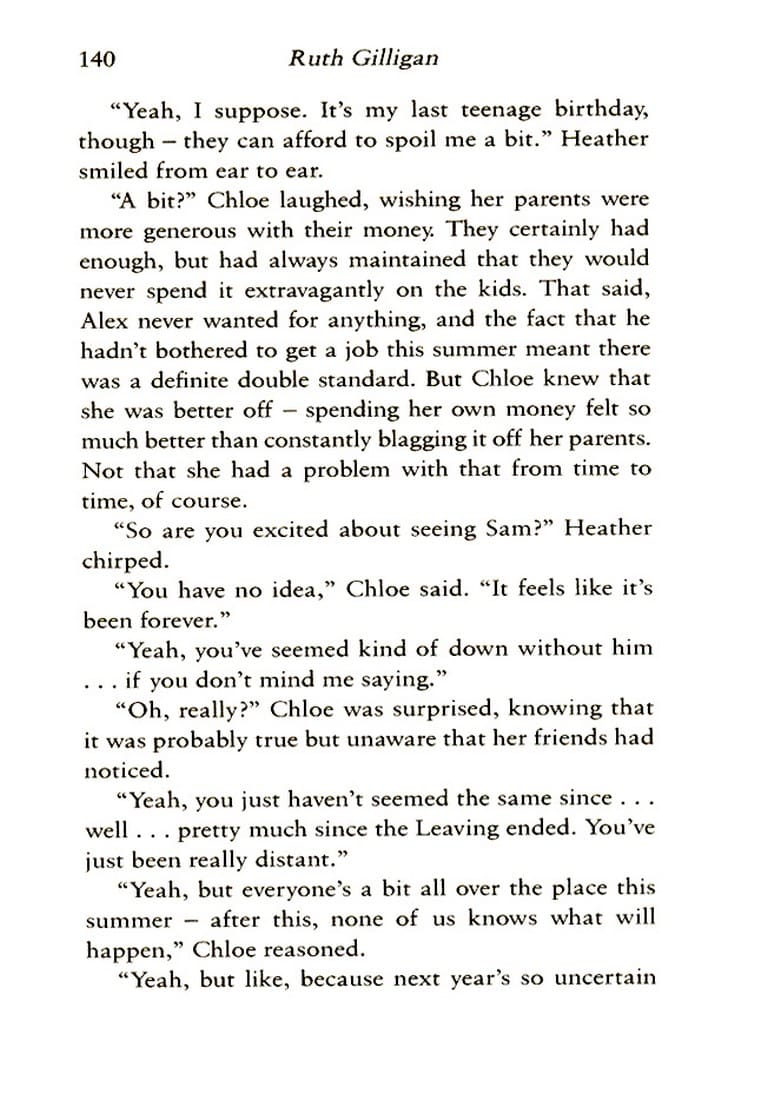 140 Ruth Gilligan
“Yeah, I suppose. It’s my last teenage birthday,
though – they can afford to spoil me a bit.” Heather
smiled from ear to ear.
“A bit?” Chloe laughed, wishing her parents were
more generous with their money. They certainly had
enough, but had always maintained that they would
never spend it extravagantly on the kids. That said,
Alex never wanted for anything, and the fact that he
hadn’t bothered to get a job this summer meant there
was a definite double standard. But Chloe knew that
she was better off – spending her own money felt so
much better than constantly blagging it off her parents.
Not that she had a problem with that from time to
time, of course.
“So are you excited about seeing Sam?” Heather
chirped.
“You have no idea,” Chloe said. “It feels like it’s
been forever.”
“Yeah, you’ve seemed kind of down without him
. . . if you don’t mind me saying.”
“Oh, really?” Chloe was surprised, knowing that
it was probably true but unaware that her friends had
noticed.
“Yeah, you just haven’t seemed the same since . . .
well . . . pretty much since the Leaving ended. You’ve
just been really distant.”
“Yeah, but everyone’s a bit all over the place this
summer – after this, none of us knows what will
happen,” Chloe reasoned.
“Yeah, but like, because next year’s so uncertain